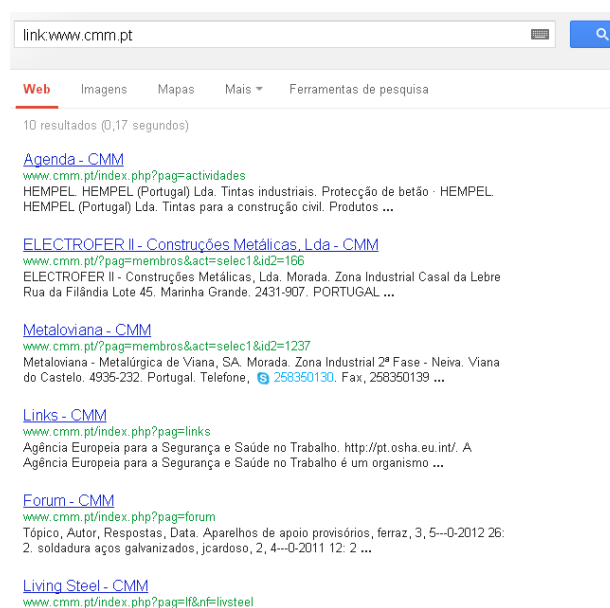 link:www.cmm.pt
Web Imagens Mapas Mais Ferramentas de pesquisa
10 resultados (0,17 segundos)
Agenda - CMM
www.cmm.pt/index.php?pag=actividades
HEMPEL. HEMPEL (Portugal) Lda. Tintas industriais. Protecção de betão · HEMPEL.
HEMPEL (Portugal) Lda. Tintas para a construção civil. Produtos ...
ELECTROFER II - Construções Metálicas, Lda - CMM
www.cmm.pt/?pag=membros&act=selec1&id2=166
ELECTROFER II - Construções Metálicas, Lda. Morada. Zona Industrial Casal da Lebre
Rua da Filândia Lote 45. Marinha Grande. 2431-907. PORTUGAL ...
Metaloviana - CMM
www.cmm.pt/?pag=membros&act=selec1&id2=1237
Metaloviana - Metalúrgica de Viana, SA. Morada. Zona Industrial 2ª Fase - Neiva. Viana
do Castelo. 4935-232. Portugal. Telefone, 258350130. Fax, 258350139 ...
Links - CMM
www.cmm.pt/index.php?pag=links
Agência Europeia para a Segurança e Saúde no Trabalho. http://pt.osha.eu.int/. A
Agência Europeia para a Segurança e Saúde no Trabalho é um organismo ...
Forum - CMM
www.cmm.pt/index.php?pag=forum
Tópico, Autor, Respostas, Data. Aparelhos de apoio provisórios, ferraz, 3, 5---0-2012 26:
2. soldadura aços galvanizados, jcardoso, 2, 4---0-2011 12: 2 ...
Living Steel - CMM
www.cmm.pt/index.php?pag=lf&nf=livsteel